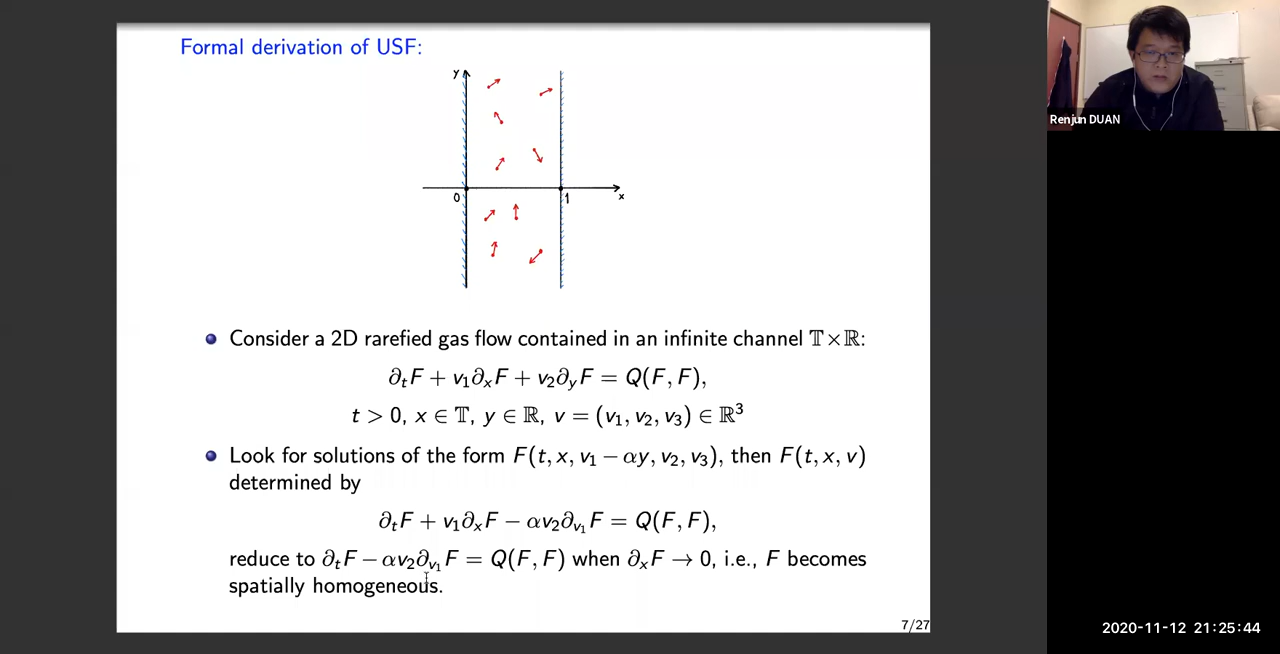 Formal derivation of USF:
y
0
1
x
Consider a 2D rarefied gas flow contained in an infinite channel 𝕋×ℝ:
∂ₜF + v₁∂ₓF + v₂∂_yF = Q(F, F),
t > 0, x ∈ 𝕋, y ∈ ℝ, v = (v₁, v₂, v₃) ∈ ℝ³
Look for solutions of the form F(t, x, v₁ − αy, v₂, v₃), then F(t, x, v)
determined by
∂ₜF + v₁∂ₓF − αv₂∂_{v₁}F = Q(F, F),
reduce to ∂ₜF − αv₂∂_{v₁}F = Q(F, F) when ∂ₓF → 0, i.e., F becomes
spatially homogeneous.
7/27
Renjun DUAN
2020-11-12 21:25:44